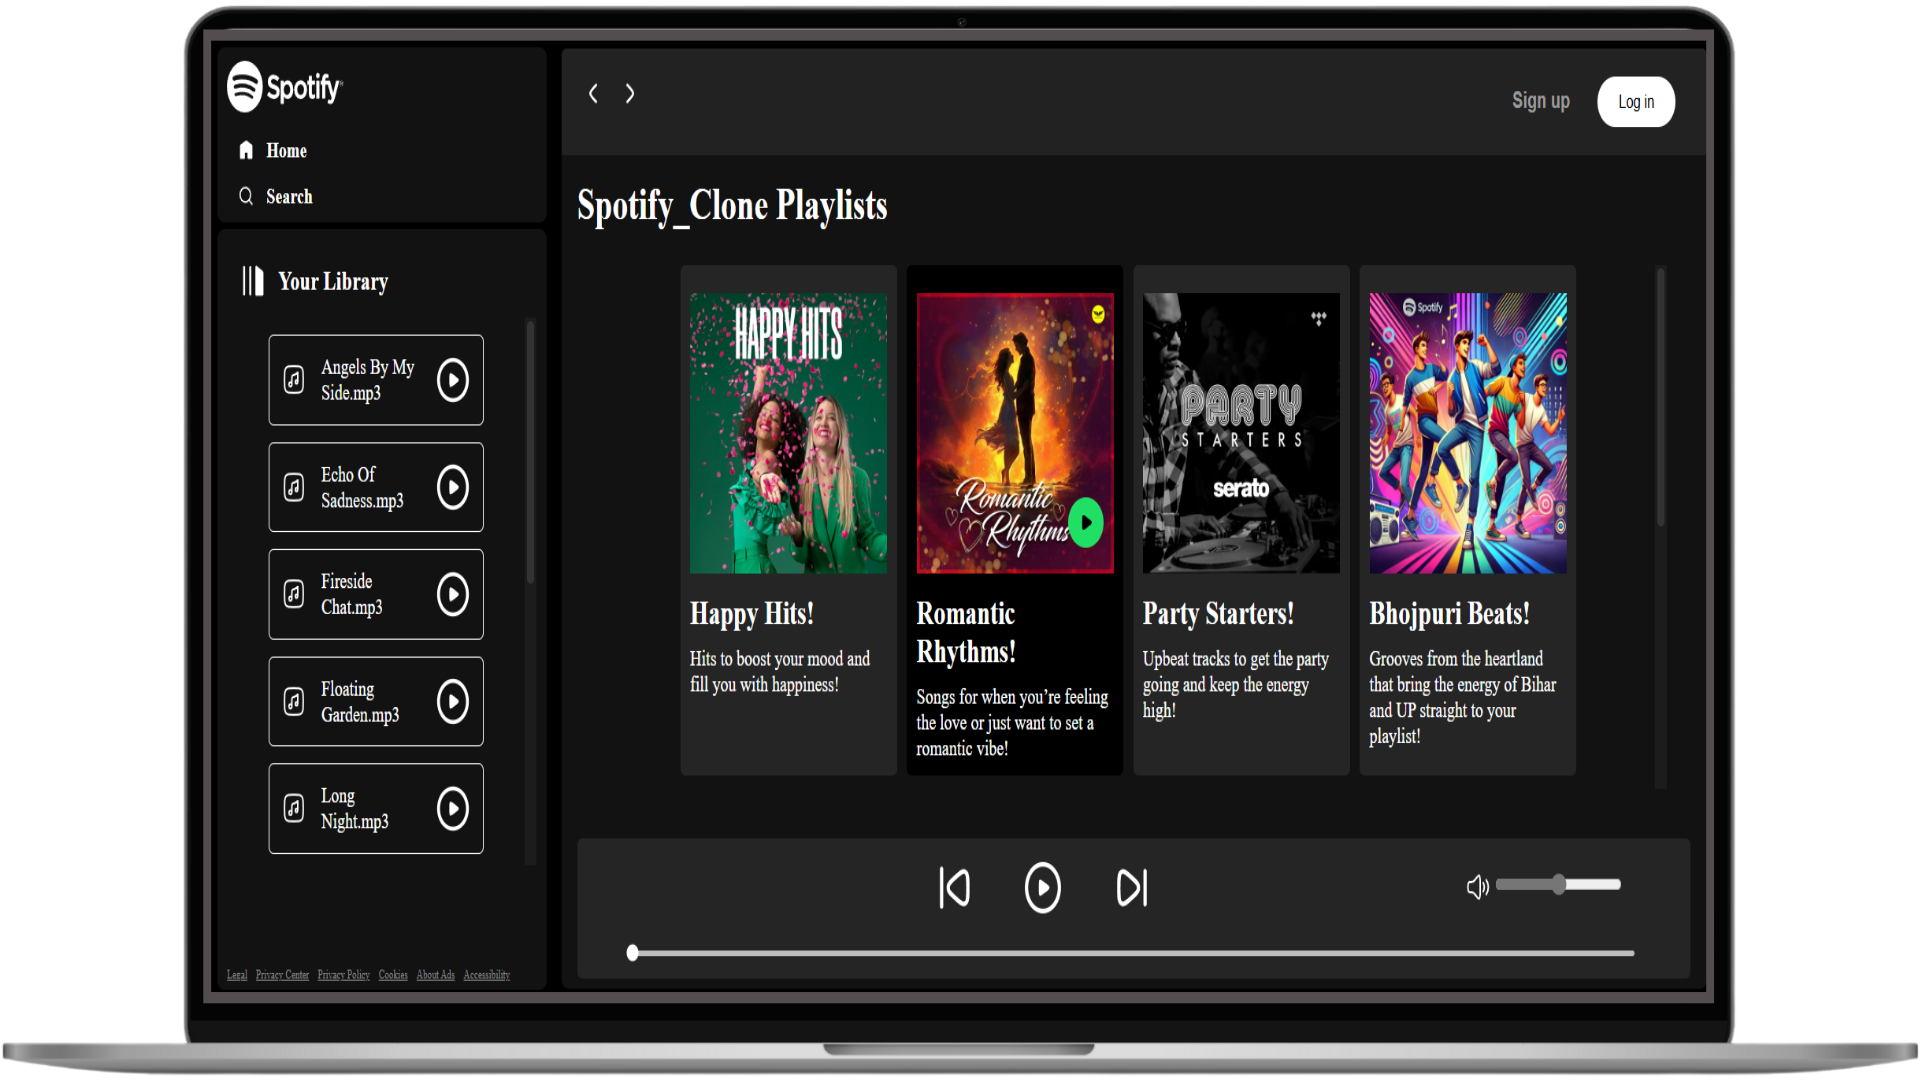 Spotify
Home
Search
Your Library
Angels By My
Side.mp3
Echo Of
Sadness.mp3
Fireside
Chat.mp3
Floating
Garden.mp3
Long
Night.mp3
Legal Privacy Center Privacy Policy Cookies About Ads Accessibility
Sign up
Log in
Spotify_Clone Playlists
HAPPY HITS
Happy Hits!
Hits to boost your mood and
fill you with happiness!
Romantic
Rhythms
Romantic
Rhythms!
Songs for when you’re feeling
the love or just want to set a
romantic vibe!
PARTY
STARTERS
serato
Party Starters!
Upbeat tracks to get the party
going and keep the energy
high!
Spotify
Bhojpuri Beats!
Grooves from the heartland
that bring the energy of Bihar
and UP straight to your
playlist!